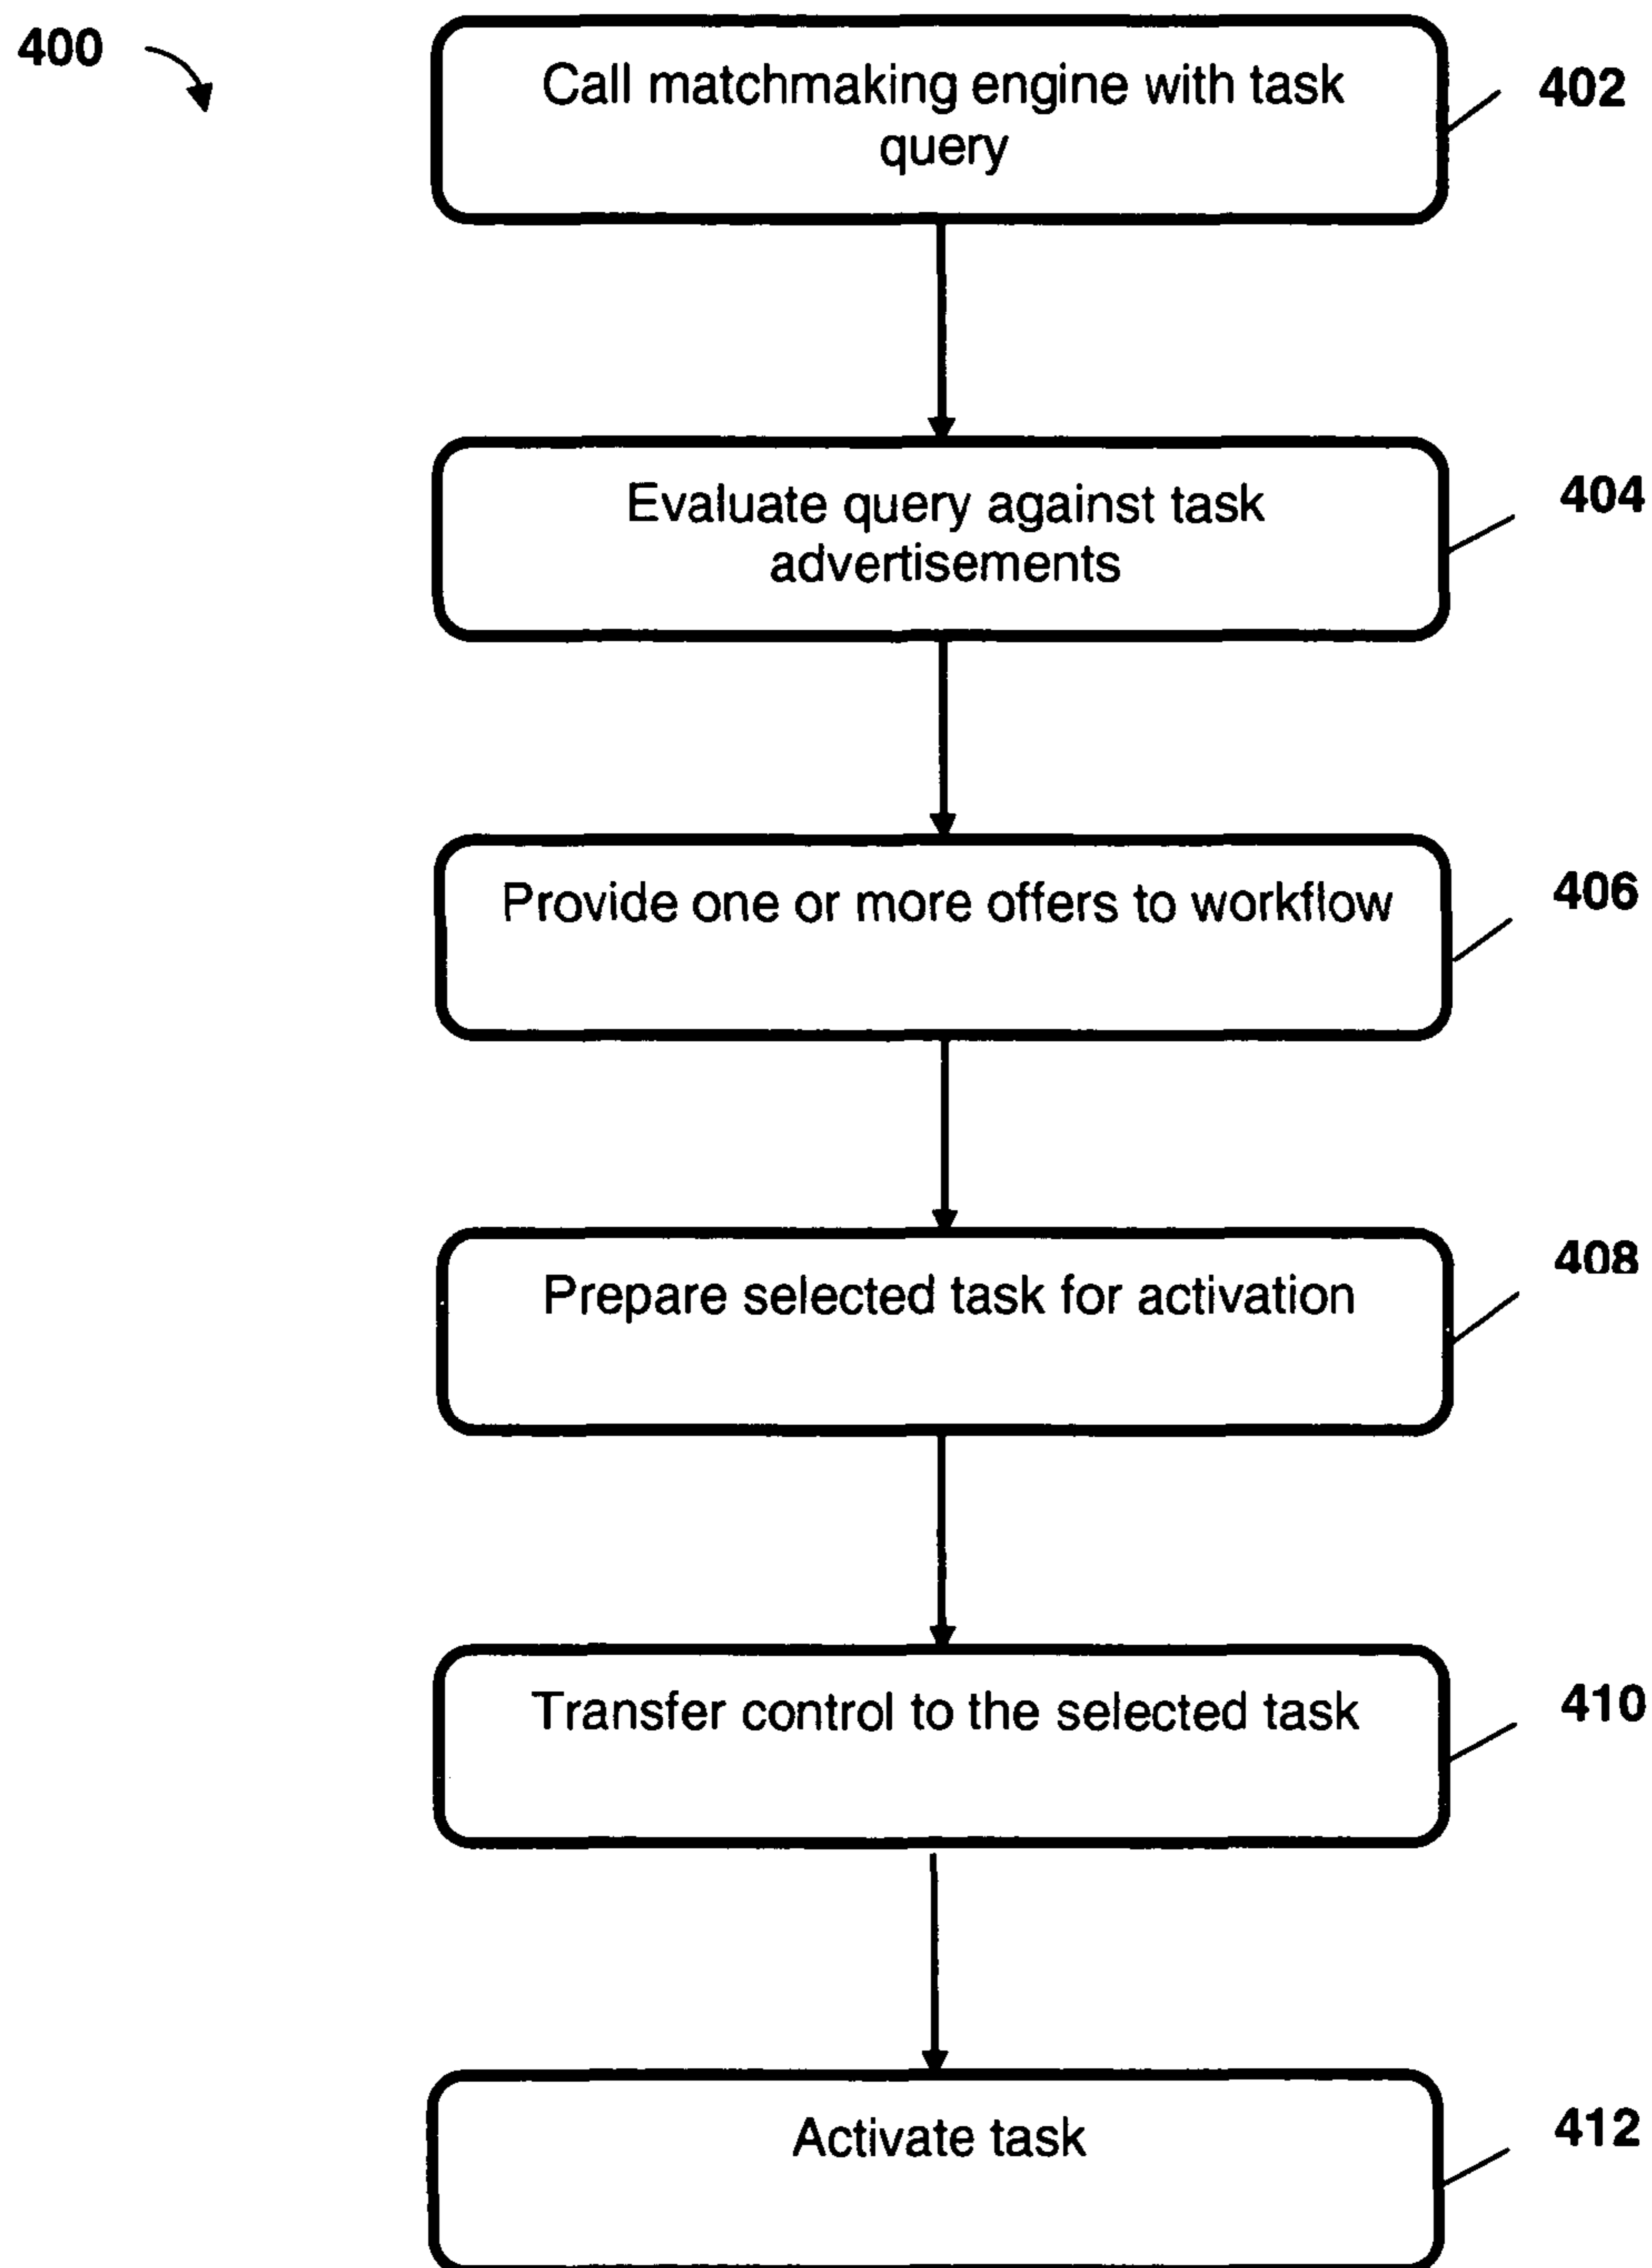 400
Call matchmaking engine with task
query
402
Evaluate query against task
advertisements
404
Provide one or more offers to workflow
406
Prepare selected task for activation
408
Transfer control to the selected task
410
Activate task
412